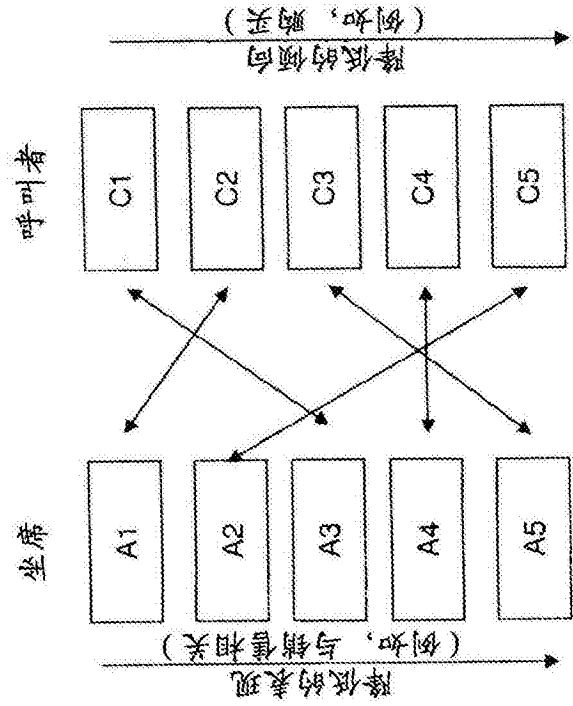 坐席
呼叫者
A1
C1
A2
C2
A3
C3
A4
C4
A5
C5
降低的表现
(例如，与销售相关)
降低的倾向
(例如，购买)